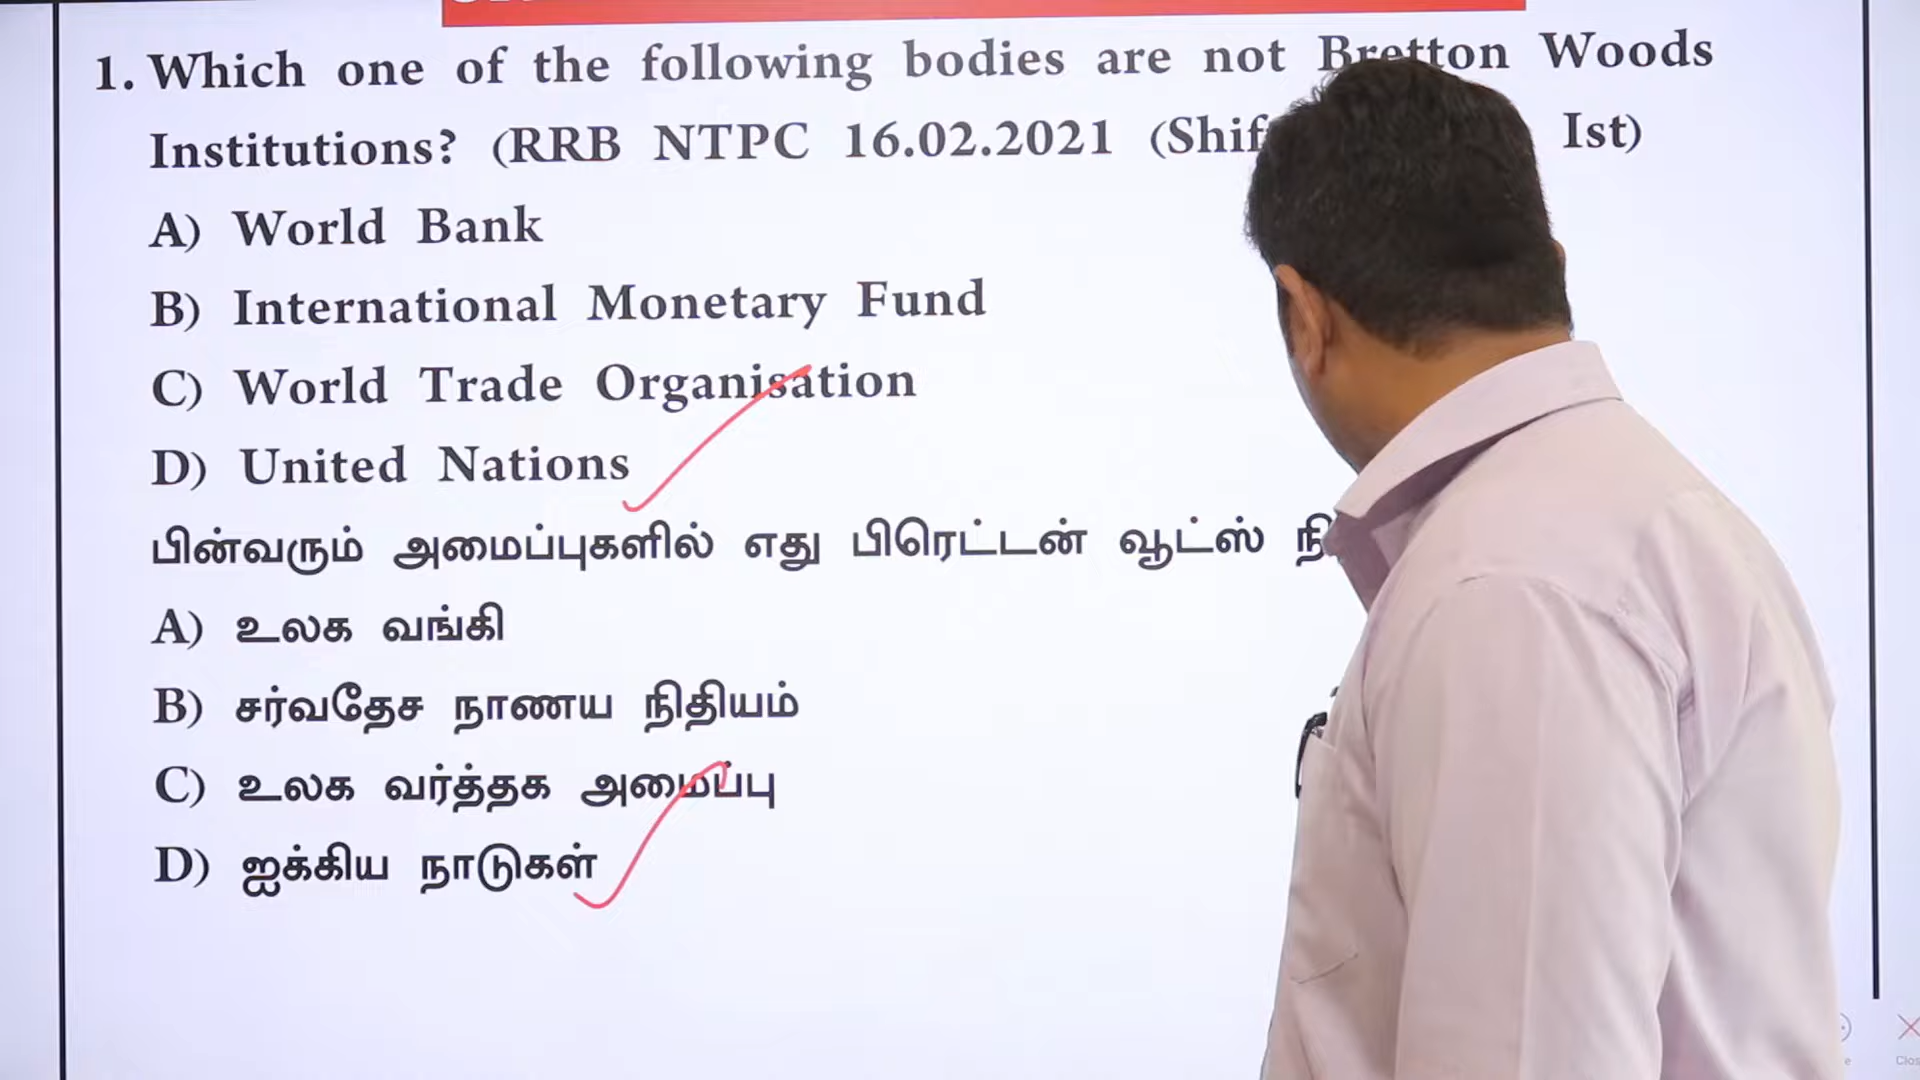 1. Which one of the following bodies are not Bretton Woods
Institutions? (RRB NTPC 16.02.2021 (Shif Ist)
A) World Bank
B) International Monetary Fund
C) World Trade Organisation
D) United Nations
பின்வரும் அமைப்புகளில் எது பிரெட்டன் வூட்ஸ் நி
A) உலக வங்கி
B) சர்வதேச நாணய நிதியம்
C) உலக வர்த்தக அமைப்பு
D) ஐக்கிய நாடுகள்
Clos